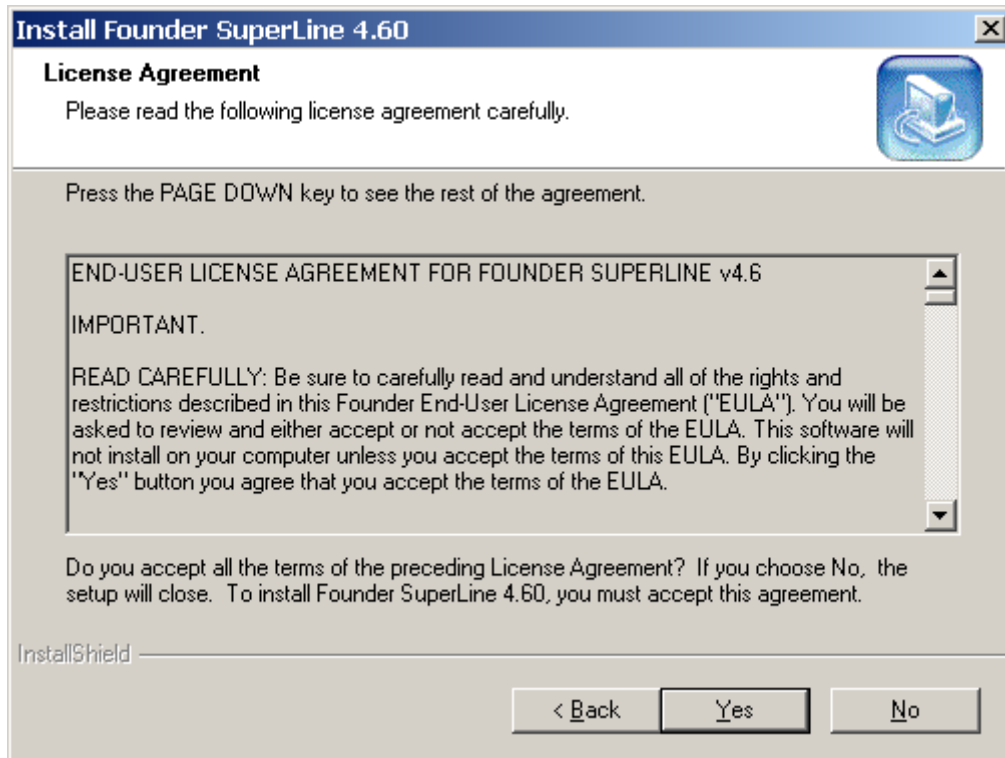 Install Founder SuperLine 4.60
License Agreement
Please read the following license agreement carefully.
Press the PAGE DOWN key to see the rest of the agreement.
END-USER LICENSE AGREEMENT FOR FOUNDER SUPERLINE v4.6
IMPORTANT.
READ CAREFULLY: Be sure to carefully read and understand all of the rights and
restrictions described in this Founder End-User License Agreement ("EULA"). You will be
asked to review and either accept or not accept the terms of the EULA. This software will
not install on your computer unless you accept the terms of this EULA. By clicking the
"Yes" button you agree that you accept the terms of the EULA.
Do you accept all the terms of the preceding License Agreement?  If you choose No,  the
setup will close.  To install Founder SuperLine 4.60, you must accept this agreement.
InstallShield
< Back
Yes
No